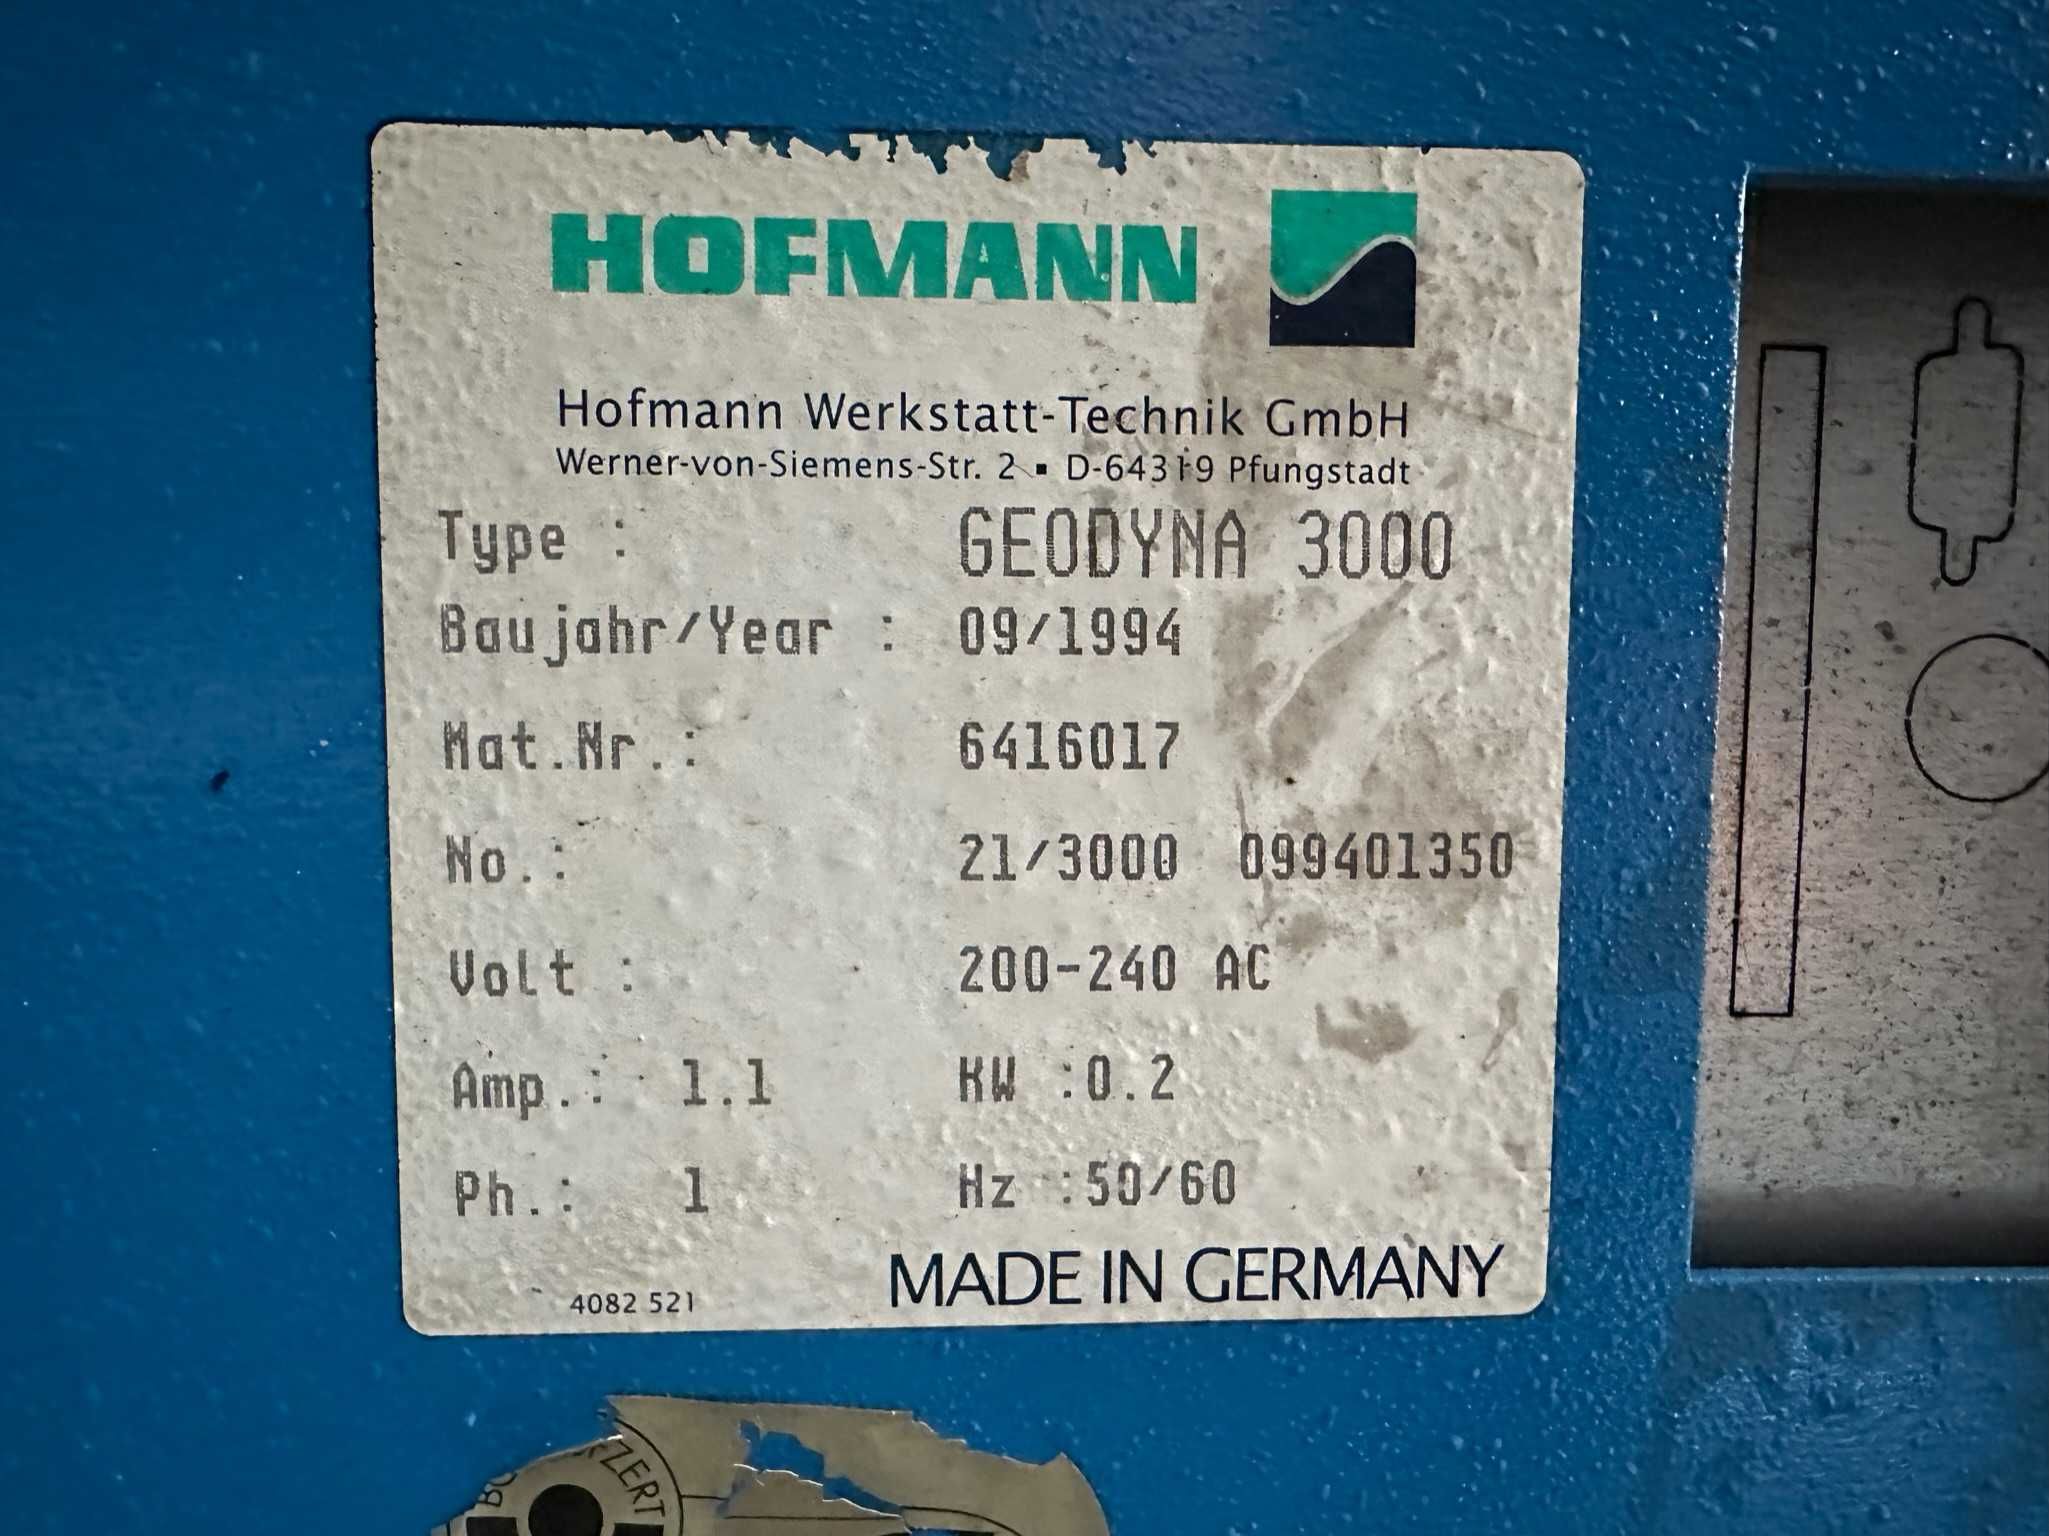 HOFMANN
Hofmann Werkstatt-Technik GmbH
Werner-von-Siemens-Str. 2 ▪ D-64319 Pfungstadt
Type : GEODYNA 3000
Baujahr/Year : 09/1994
Mat.Nr.: 6416017
No.: 21/3000 099401350
Volt : 200-240 AC
Amp.: 1.1 KW :0.2
Ph.: 1 Hz :50/60
MADE IN GERMANY
4082 521